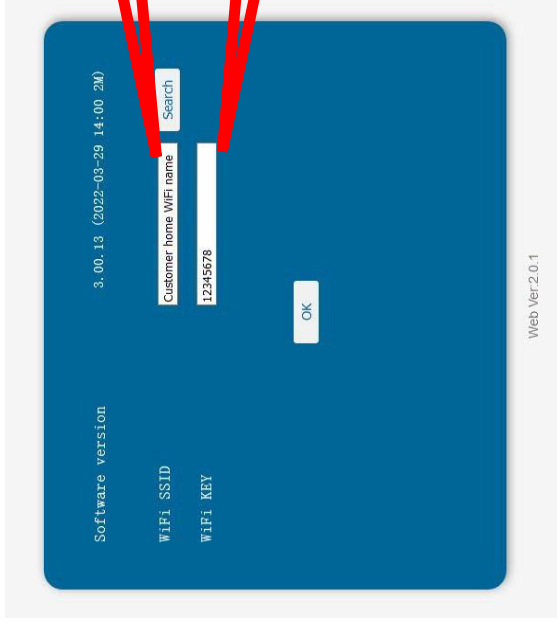 Software version 3.00.13 (2022-03-29 14:00 2M)
WiFi SSID Customer home WiFi name Search
WiFi KEY 12345678
OK
Web Ver:2.0.1